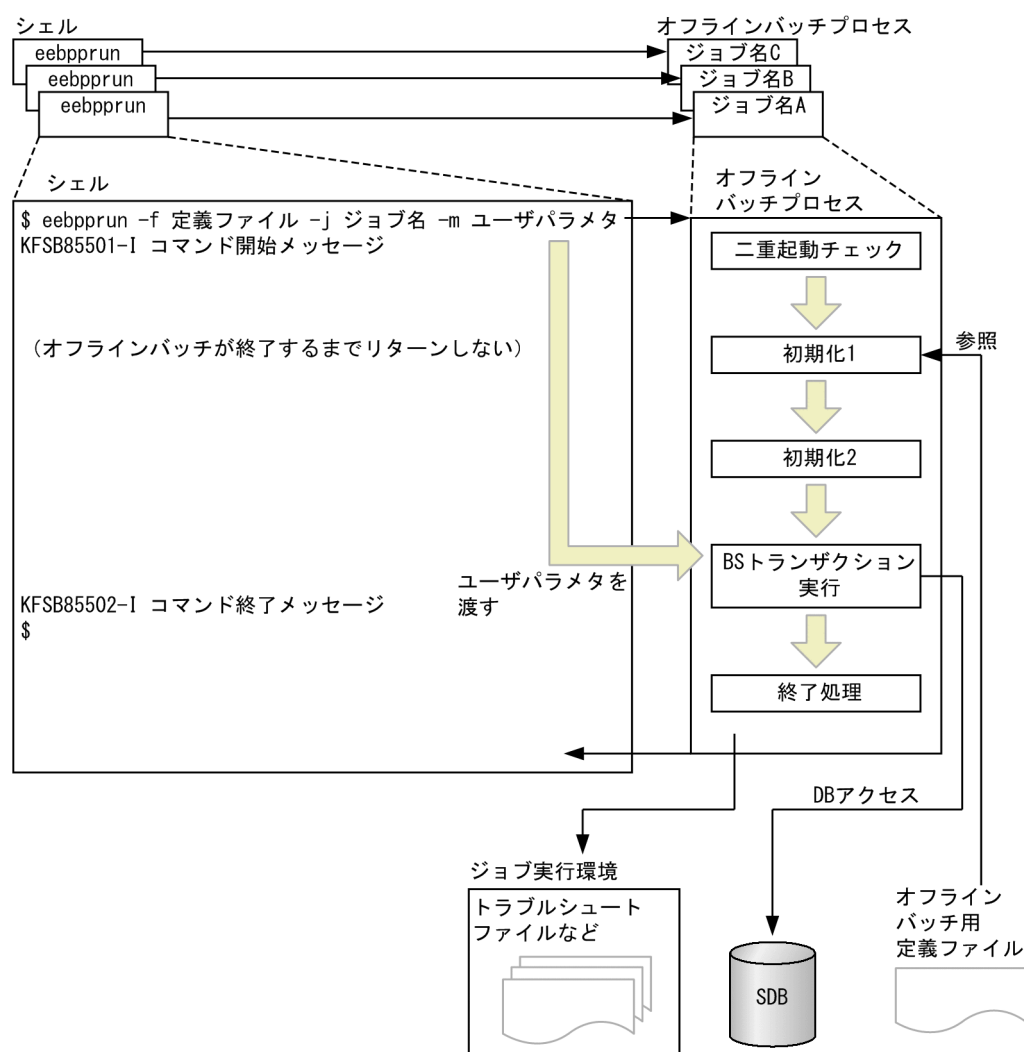 シェル
オフラインバッチプロセス
eebpprun
ジョブ名C
eebpprun
ジョブ名B
eebpprun
ジョブ名A
シェル
オフライン
バッチプロセス
$ eebpprun -f 定義ファイル -j ジョブ名 -m ユーザパラメタ
KFSB85501-I コマンド開始メッセージ
二重起動チェック
(オフラインバッチが終了するまでリターンしない)
初期化1
参照
初期化2
BSトランザクション
実行
ユーザパラメタを
渡す
KFSB85502-I コマンド終了メッセージ
$
終了処理
DBアクセス
ジョブ実行環境
トラブルシュート
ファイルなど
SDB
オフライン
バッチ用
定義ファイル